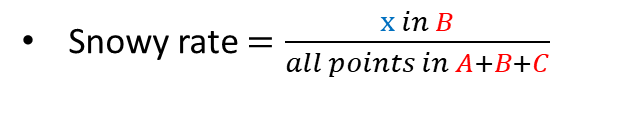 • Snowy rate = x in B / all points in A+B+C